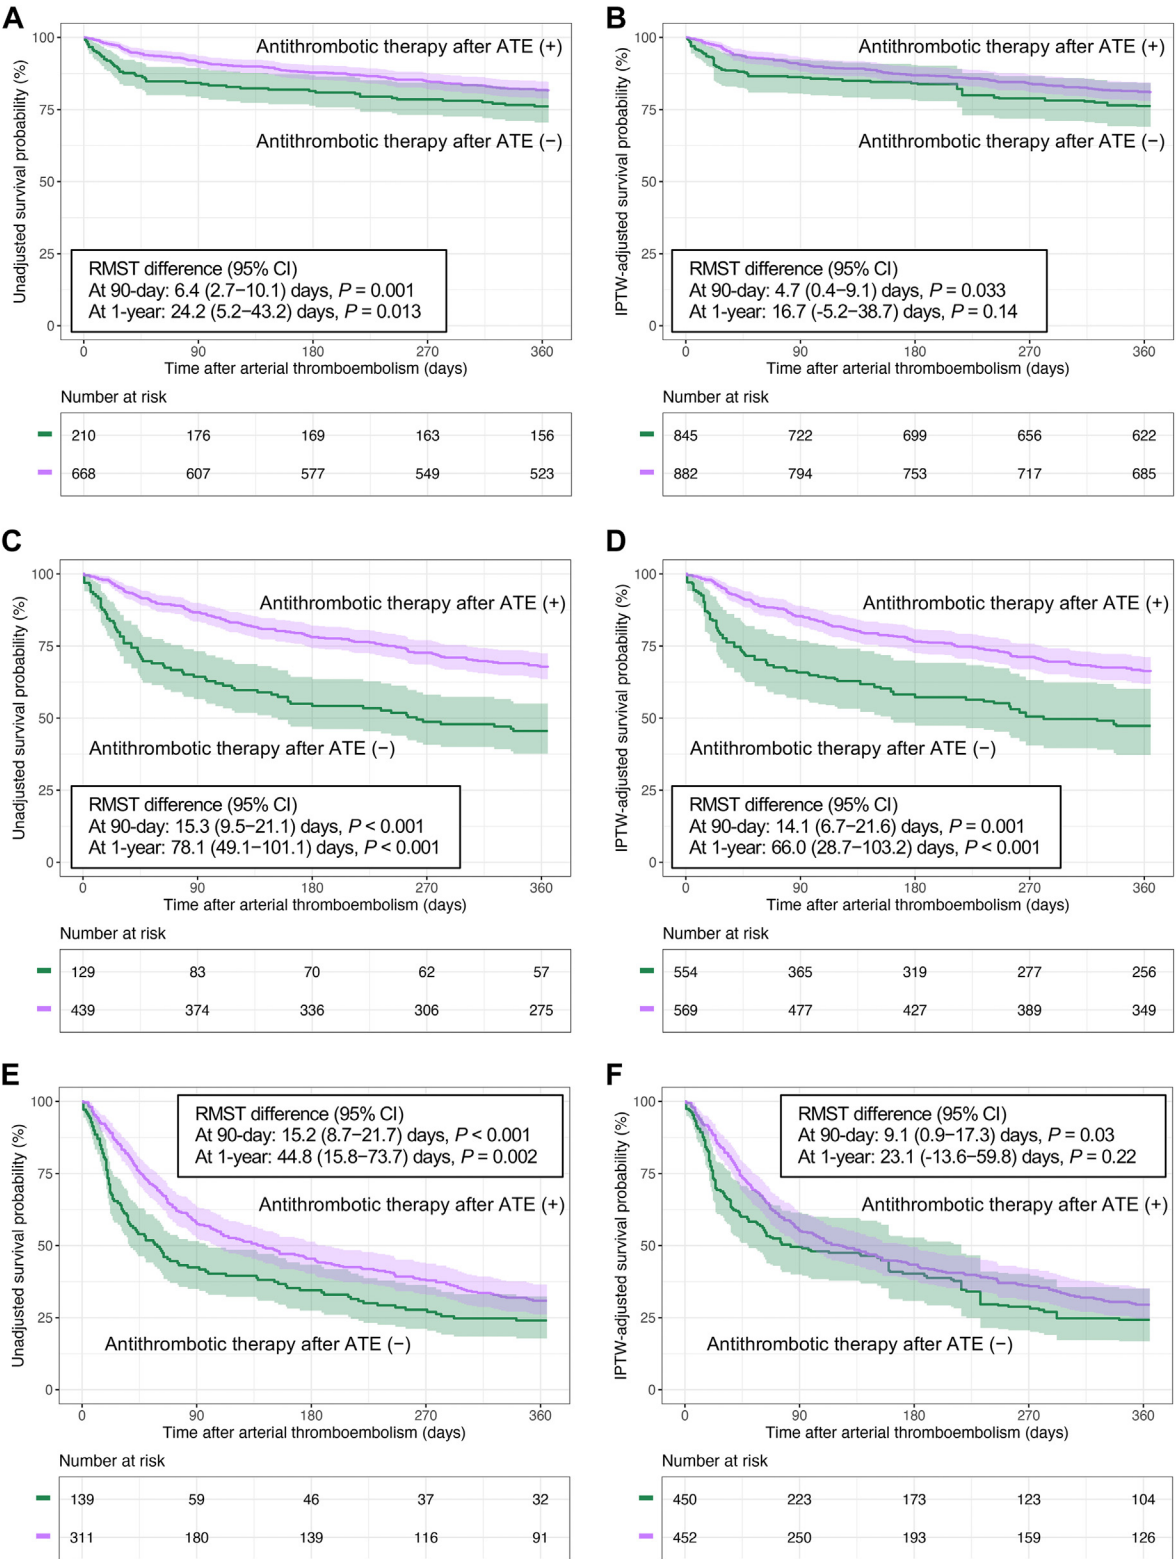 A
Unadjusted survival probability (%)
100
75
50
25
0
Antithrombotic therapy after ATE (+)
Antithrombotic therapy after ATE (−)
RMST difference (95% CI)
At 90-day: 6.4 (2.7−10.1) days, P = 0.001
At 1-year: 24.2 (5.2−43.2) days, P = 0.013
0 90 180 270 360
Time after arterial thromboembolism (days)
Number at risk
210 176 169 163 156
668 607 577 549 523
B
IPTW-adjusted survival probability (%)
100
75
50
25
0
Antithrombotic therapy after ATE (+)
Antithrombotic therapy after ATE (−)
RMST difference (95% CI)
At 90-day: 4.7 (0.4−9.1) days, P = 0.033
At 1-year: 16.7 (-5.2−38.7) days, P = 0.14
0 90 180 270 360
Time after arterial thromboembolism (days)
Number at risk
845 722 699 656 622
882 794 753 717 685
C
Unadjusted survival probability (%)
100
75
50
25
0
Antithrombotic therapy after ATE (+)
Antithrombotic therapy after ATE (−)
RMST difference (95% CI)
At 90-day: 15.3 (9.5−21.1) days, P < 0.001
At 1-year: 78.1 (49.1−101.1) days, P < 0.001
0 90 180 270 360
Time after arterial thromboembolism (days)
Number at risk
129 83 70 62 57
439 374 336 306 275
D
IPTW-adjusted survival probability (%)
100
75
50
25
0
Antithrombotic therapy after ATE (+)
Antithrombotic therapy after ATE (−)
RMST difference (95% CI)
At 90-day: 14.1 (6.7−21.6) days, P = 0.001
At 1-year: 66.0 (28.7−103.2) days, P < 0.001
0 90 180 270 360
Time after arterial thromboembolism (days)
Number at risk
554 365 319 277 256
569 477 427 389 349
E
Unadjusted survival probability (%)
100
75
50
25
0
RMST difference (95% CI)
At 90-day: 15.2 (8.7−21.7) days, P < 0.001
At 1-year: 44.8 (15.8−73.7) days, P = 0.002
Antithrombotic therapy after ATE (+)
Antithrombotic therapy after ATE (−)
0 90 180 270 360
Time after arterial thromboembolism (days)
Number at risk
139 59 46 37 32
311 180 139 116 91
F
IPTW-adjusted survival probability (%)
100
75
50
25
0
RMST difference (95% CI)
At 90-day: 9.1 (0.9−17.3) days, P = 0.03
At 1-year: 23.1 (-13.6−59.8) days, P = 0.22
Antithrombotic therapy after ATE (+)
Antithrombotic therapy after ATE (−)
0 90 180 270 360
Time after arterial thromboembolism (days)
Number at risk
450 223 173 123 104
452 250 193 159 126